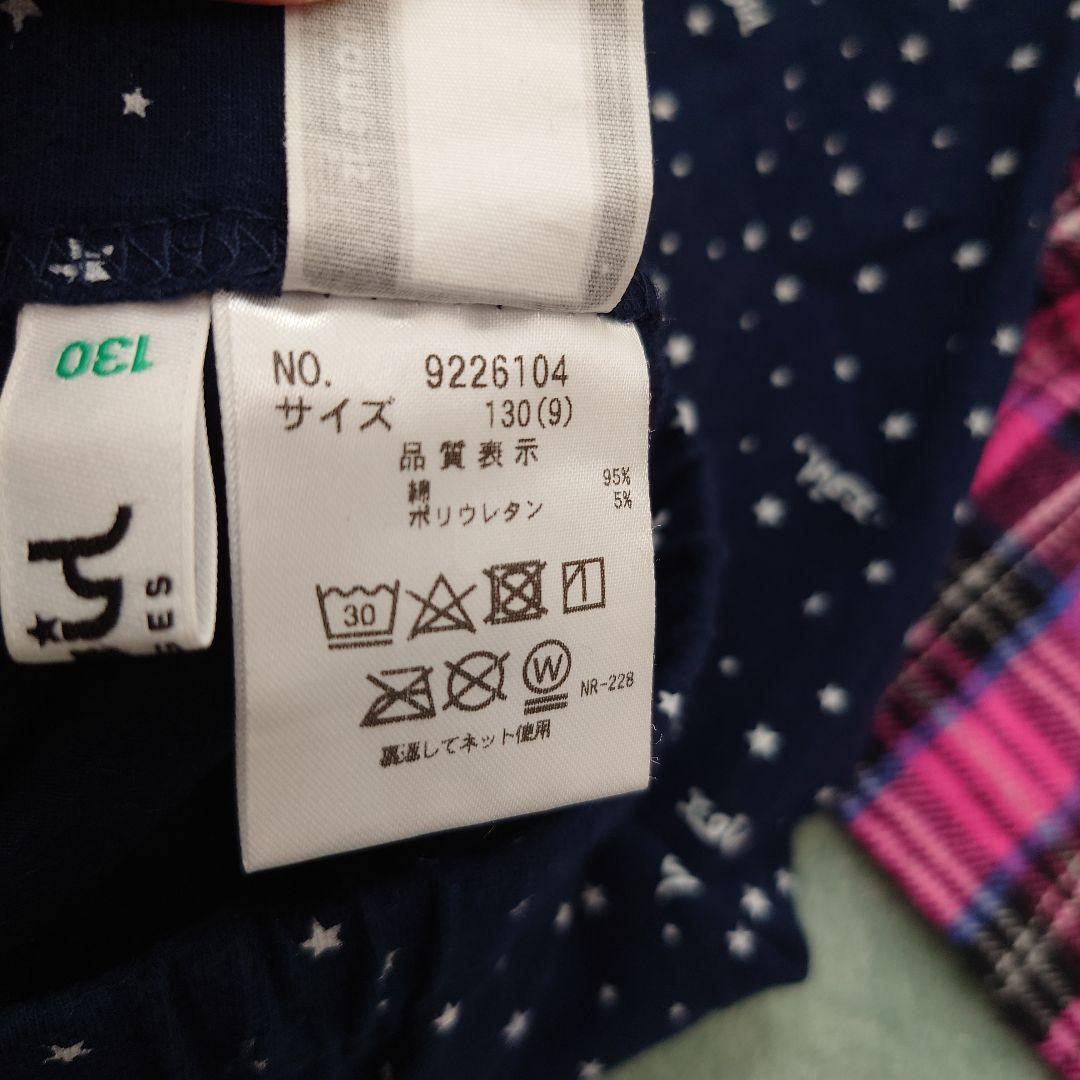 130
GES
NO. 9226104
サイズ 130(9)
品質表示
綿 95%
ポリウレタン 5%
30
W
NR-228
裏返してネット使用